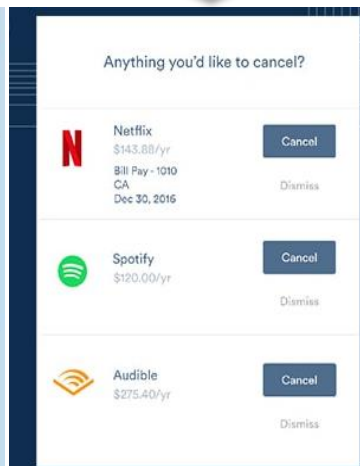 Anything you'd like to cancel?
Netflix
$143.88/yr
Bill Pay - 1010
CA
Dec 30, 2016
Cancel
Dismiss
Spotify
$120.00/yr
Cancel
Dismiss
Audible
$275.40/yr
Cancel
Dismiss